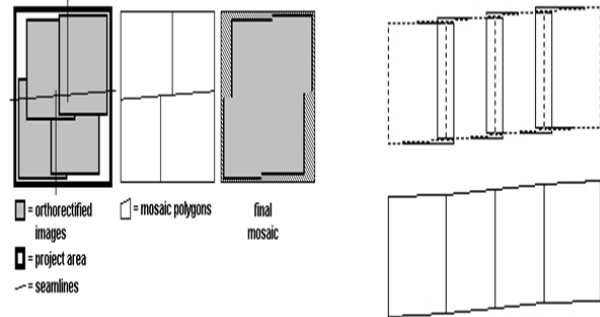 = orthorectified
images
= mosaic polygons
final
mosaic
= project area
= seamlines